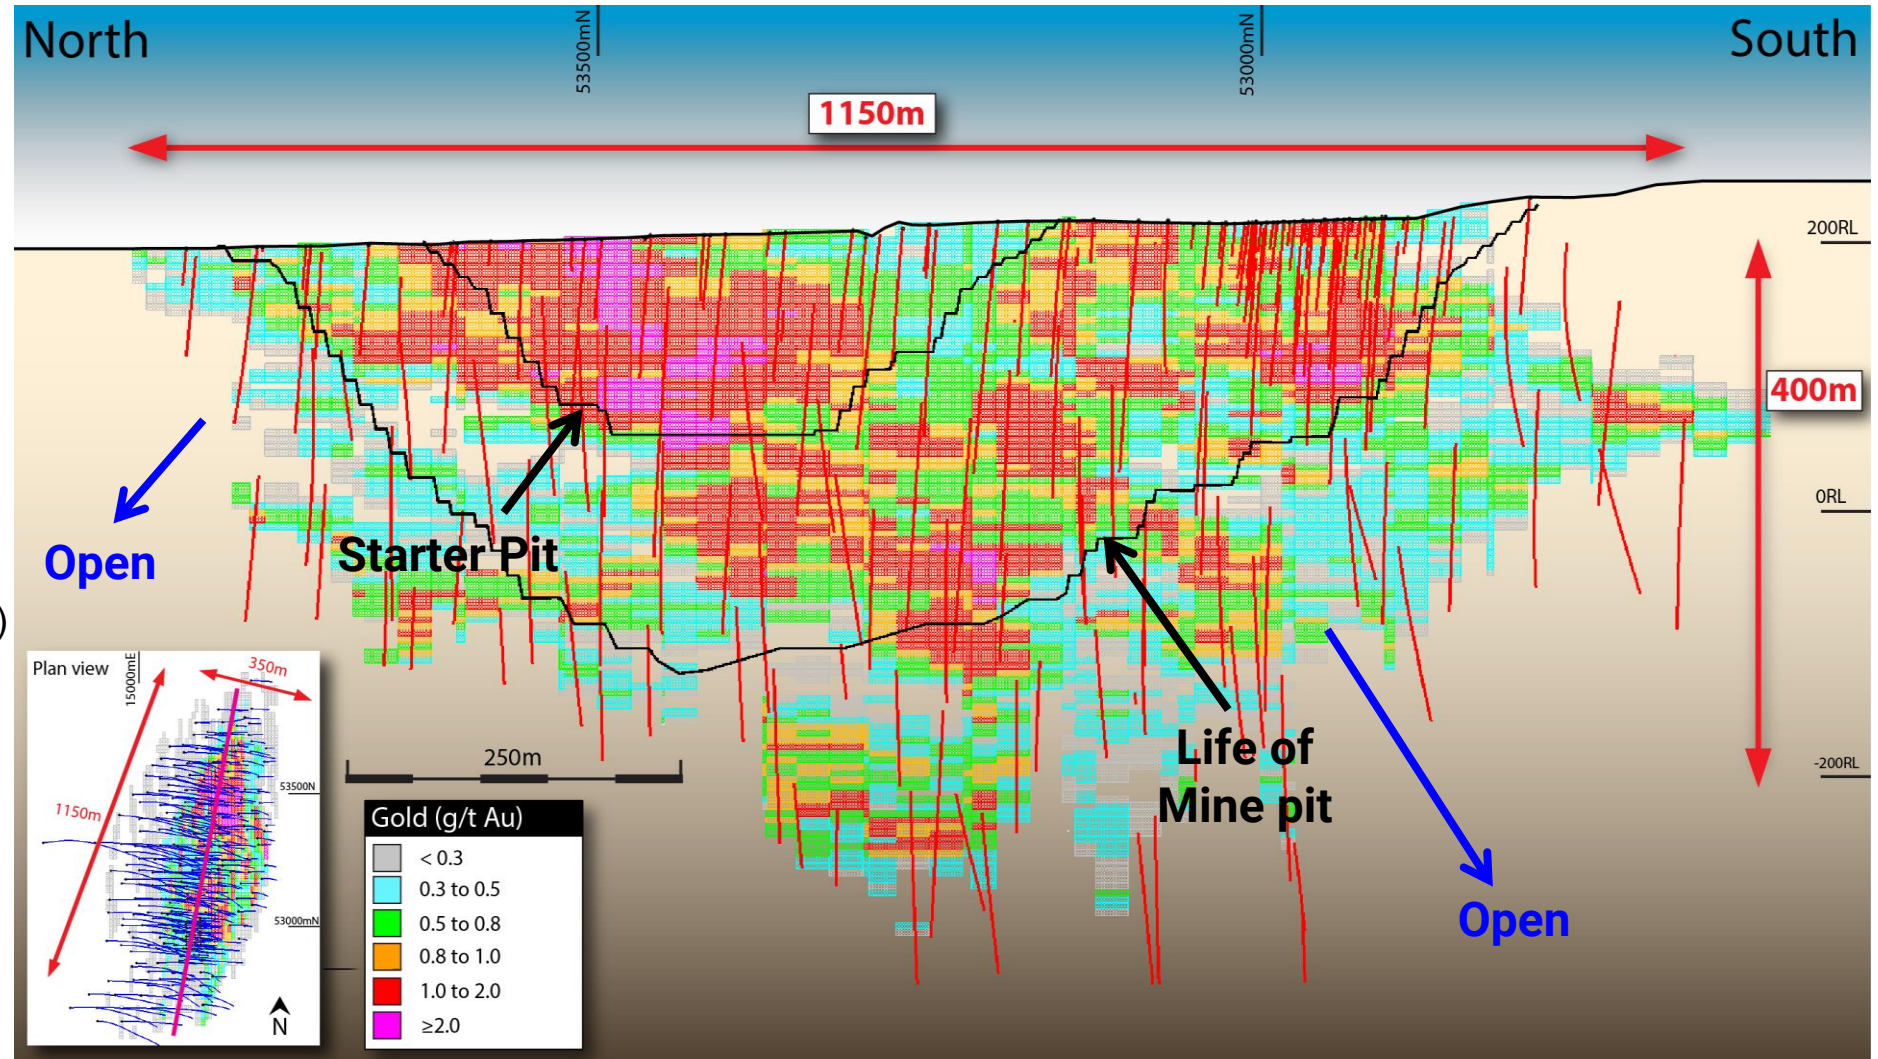 North
53500mN
53000mN
South
1150m
200RL
400m
0RL
-200RL
Open
Starter Pit
)
Life of
Mine pit
Open
250m
Plan view
15000mE
350m
1150m
53500N
53000mN
N
Gold (g/t Au)
< 0.3
0.3 to 0.5
0.5 to 0.8
0.8 to 1.0
1.0 to 2.0
≥2.0